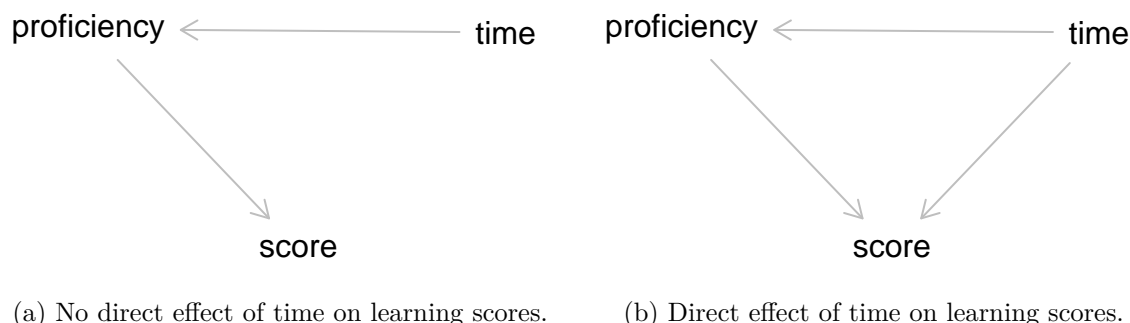 proficiency time
score
(a) No direct effect of time on learning scores.
proficiency time
score
(b) Direct effect of time on learning scores.